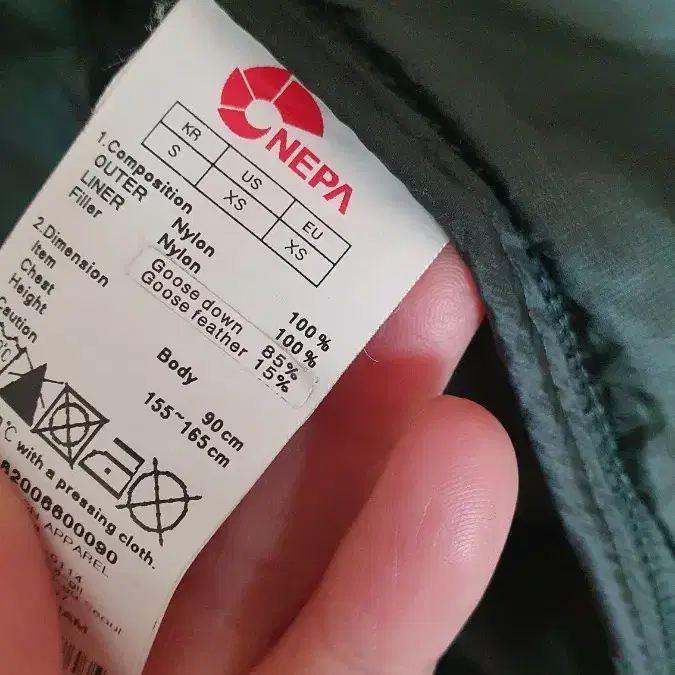 NEPA
KR US EU
S XS XS
1.Composition
OUTER Nylon 100%
LINER Nylon 100%
Filler Goose down 85%
Goose feather 15%
2.Dimension
Item Body
Chest 90cm
Height 155~165cm
Caution
℃ with a pressing cloth.
2006600090
APPAREL